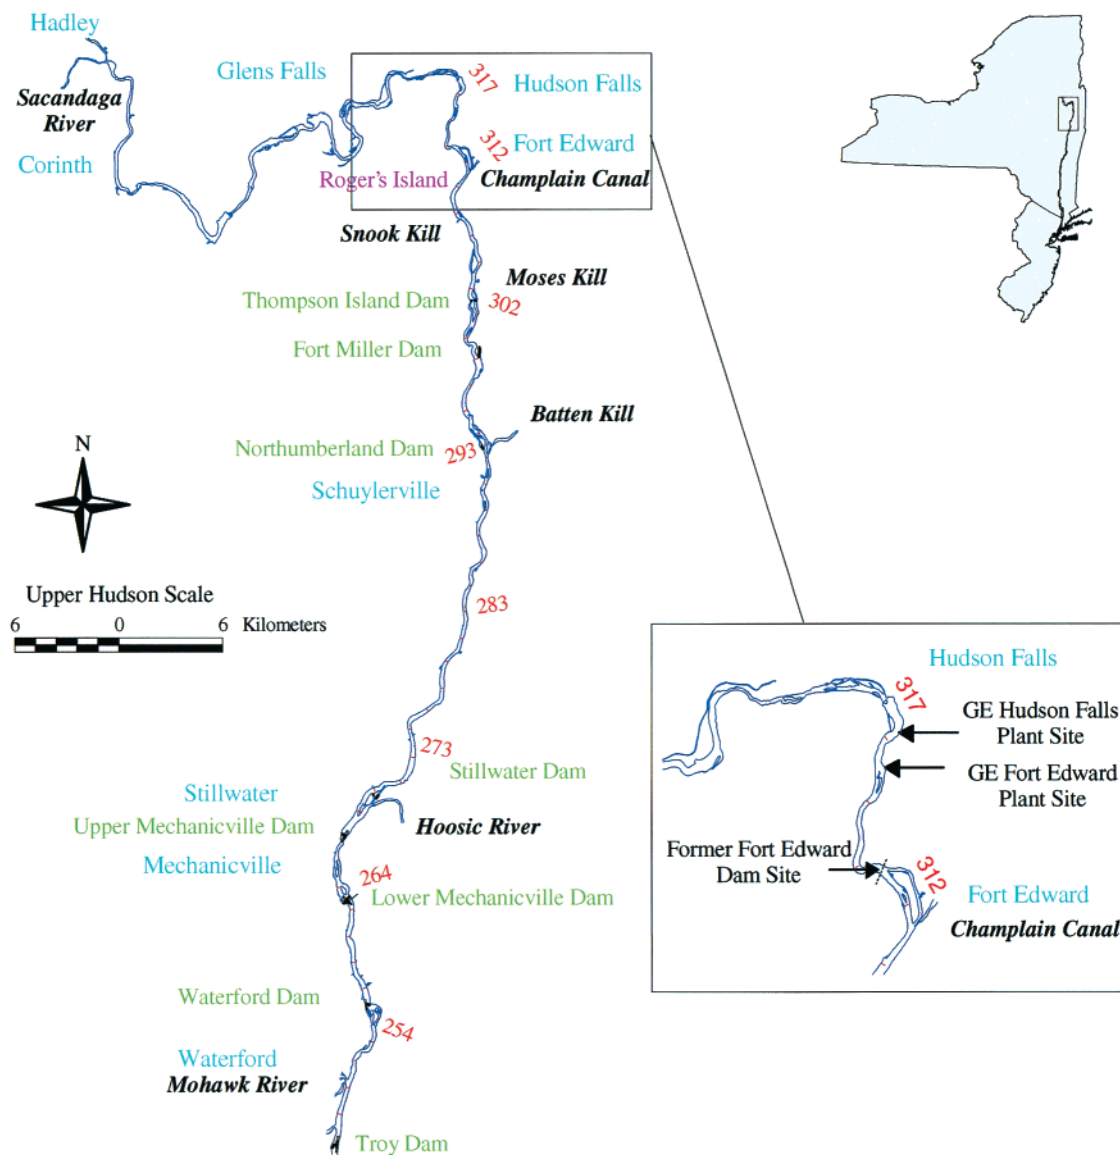 Hadley
Glens Falls
317
Hudson Falls
Sacandaga
River
312
Fort Edward
Corinth
Roger's Island
Champlain Canal
Snook Kill
Moses Kill
Thompson Island Dam
302
Fort Miller Dam
Batten Kill
N
Northumberland Dam
293
Schuylerville
Upper Hudson Scale
6 0 6 Kilometers
283
273
Stillwater Dam
Stillwater
Upper Mechanicville Dam
Hoosic River
Mechanicville
264
Lower Mechanicville Dam
Waterford Dam
254
Waterford
Mohawk River
Troy Dam
Hudson Falls
317
GE Hudson Falls
Plant Site
GE Fort Edward
Plant Site
Former Fort Edward
Dam Site
312
Fort Edward
Champlain Canal